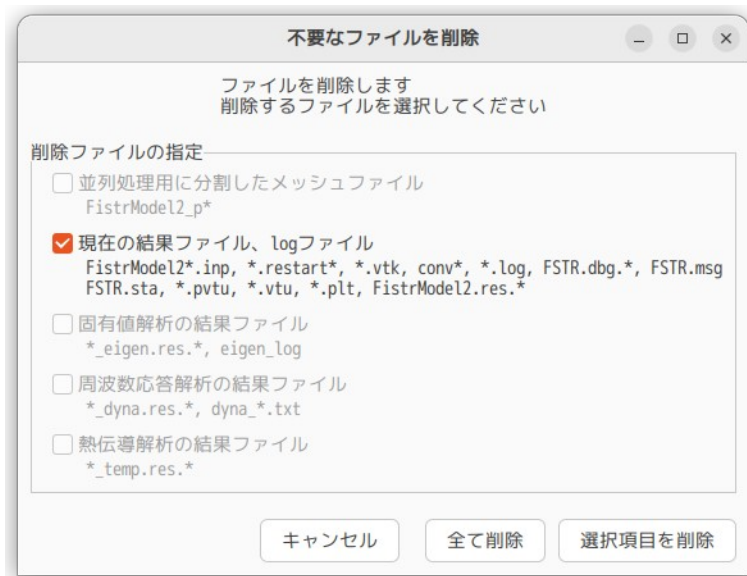 不要なファイルを削除
ファイルを削除します
削除するファイルを選択してください
削除ファイルの指定
並列処理用に分割したメッシュファイル
FistrModel2_p*
現在の結果ファイル、logファイル
FistrModel2*.inp, *.restart*, *.vtk, conv*, *.log, FSTR.dbg.*, FSTR.msg
FSTR.sta, *.pvtu, *.vtu, *.plt, FistrModel2.res.*
固有値解析の結果ファイル
*_eigen.res.*, eigen_log
周波数応答解析の結果ファイル
*_dyna.res.*, dyna_*.txt
熱伝導解析の結果ファイル
*_temp.res.*
キャンセル 全て削除 選択項目を削除